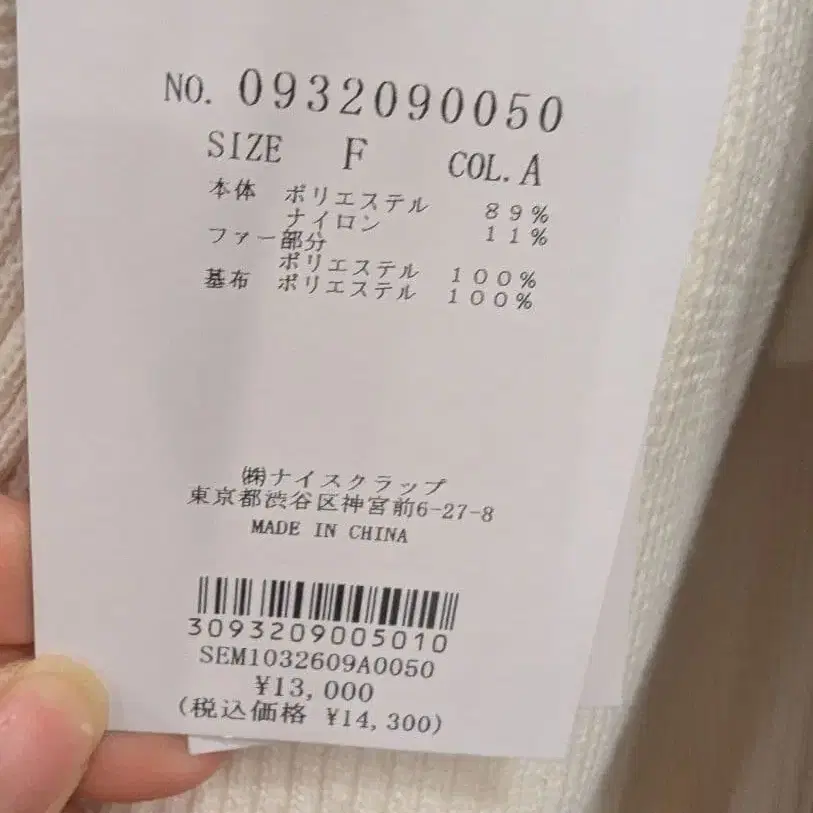 NO. 0932090050
SIZE F COL. A
本体 ポリエステル 89%
ナイロン 11%
ファー部分
ポリエステル 100%
基布 ポリエステル 100%
㈱ナイスクラップ
東京都渋谷区神宮前6-27-8
MADE IN CHINA
3093209005010
SEM1032609A0050
¥13,000
(税込価格 ¥14,300)